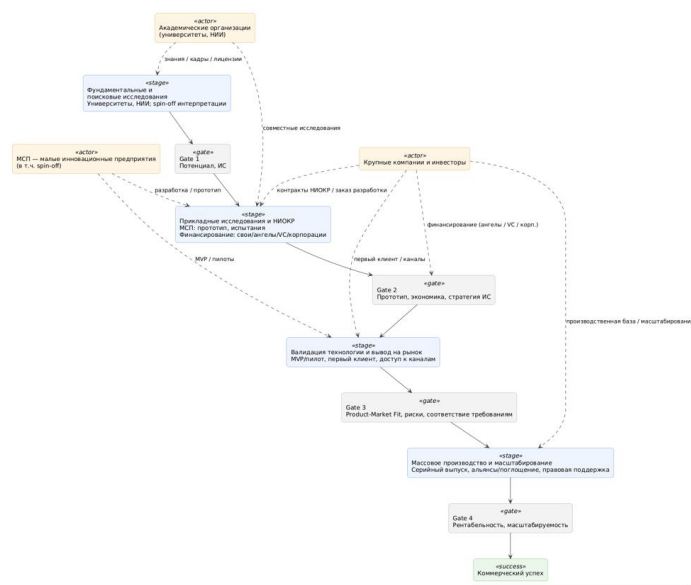 «actor»
Академические организации
(университеты, НИИ)
знания / кадры / лицензии
«stage»
Фундаментальные и
поисковые исследования
Университеты, НИИ; spin-off интерпретации
совместные исследования
«actor»
МСП — малые инновационные предприятия
(в т.ч. spin-off)
«gate»
Gate 1
Потенциал, ИС
«actor»
Крупные компании и инвесторы
разработка / прототип
контракты НИОКР / заказ разработки
«stage»
Прикладные исследования и НИОКР
МСП: прототип, испытания
Финансирование: свои/ангелы/VC/корпорации
финансирование (ангелы / VC / корп.)
MVP / пилоты
первый клиент / каналы
«gate»
Gate 2
Прототип, экономика, стратегия ИС
производственная база / масштабировани
«stage»
Валидация технологии и вывод на рынок
MVP/пилот, первый клиент, доступ к каналам
«gate»
Gate 3
Product-Market Fit, риски, соответствие требованиям
«stage»
Массовое производство и масштабирование
Серийный выпуск, альянсы/поглощение, правовая поддержка
«gate»
Gate 4
Рентабельность, масштабируемость
«success»
Коммерческий успех